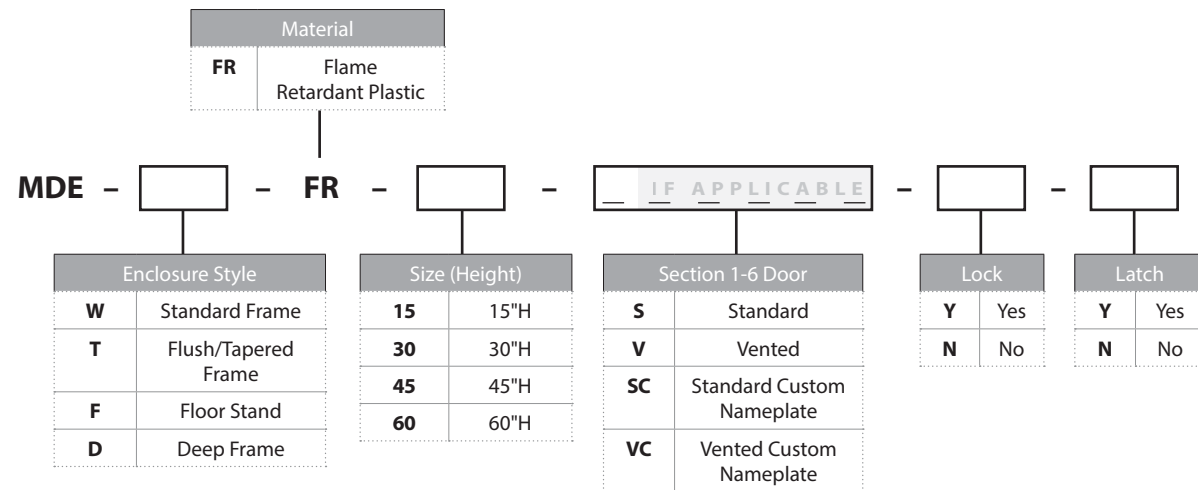 Material
FR Flame
Retardant Plastic
MDE – – FR – – IF APPLICABLE – –
Enclosure Style
W Standard Frame
T Flush/Tapered
Frame
F Floor Stand
D Deep Frame
Size (Height)
15 15"H
30 30"H
45 45"H
60 60"H
Section 1-6 Door
S Standard
V Vented
SC Standard Custom
Nameplate
VC Vented Custom
Nameplate
Lock
Y Yes
N No
Latch
Y Yes
N No